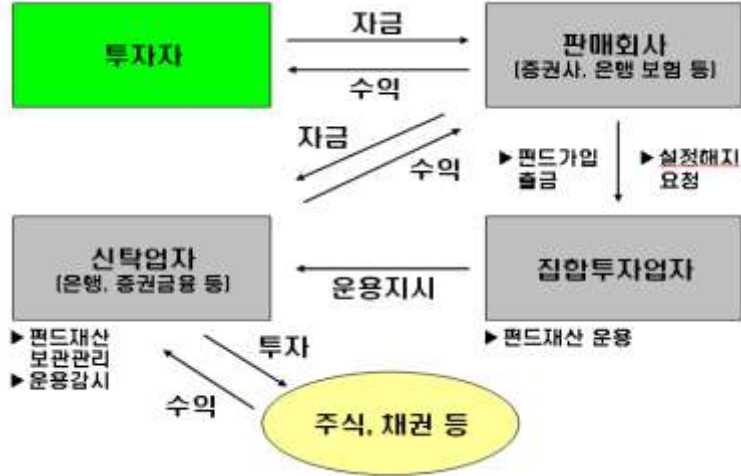 자금
투자자
판매회사
(증권사, 은행 보험 등)
수익
자금
수익
▶ 펀드가입
출금
▶ 설정해지
요청
신탁업자
(은행, 증권금융 등)
운용지시
집합투자업자
▶ 펀드재산
보관관리
▶ 운용감시
투자
▶ 펀드재산 운용
수익
주식, 채권 등